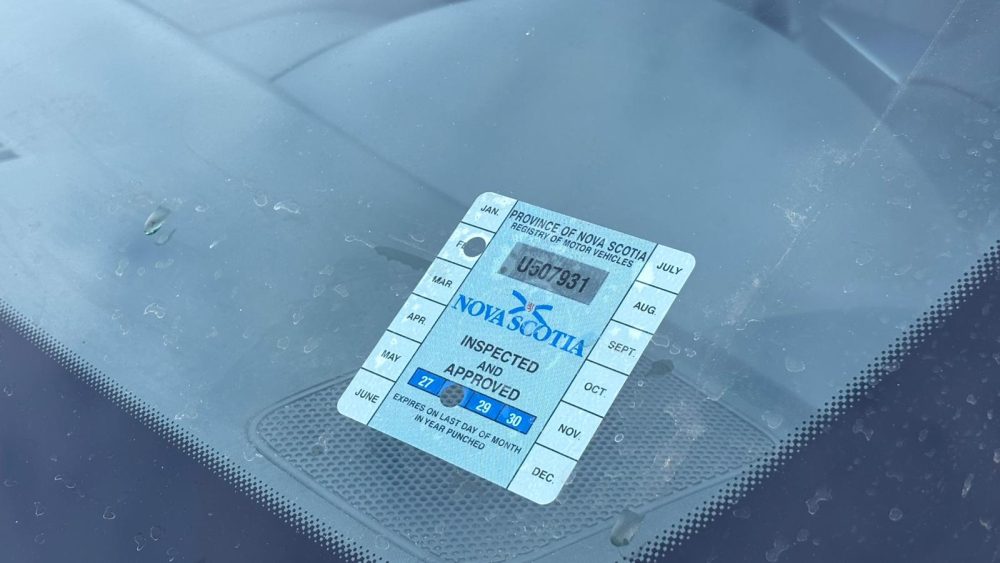 PROVINCE OF NOVA SCOTIA
REGISTRY OF MOTOR VEHICLES
U507931
NOVA SCOTIA
INSPECTED
AND
APPROVED
27 29 30
EXPIRES ON LAST DAY OF MONTH
IN YEAR PUNCHED
JAN.
MAR
APR.
MAY
JUNE
JULY
AUG.
SEPT.
OCT
NOV.
DEC.